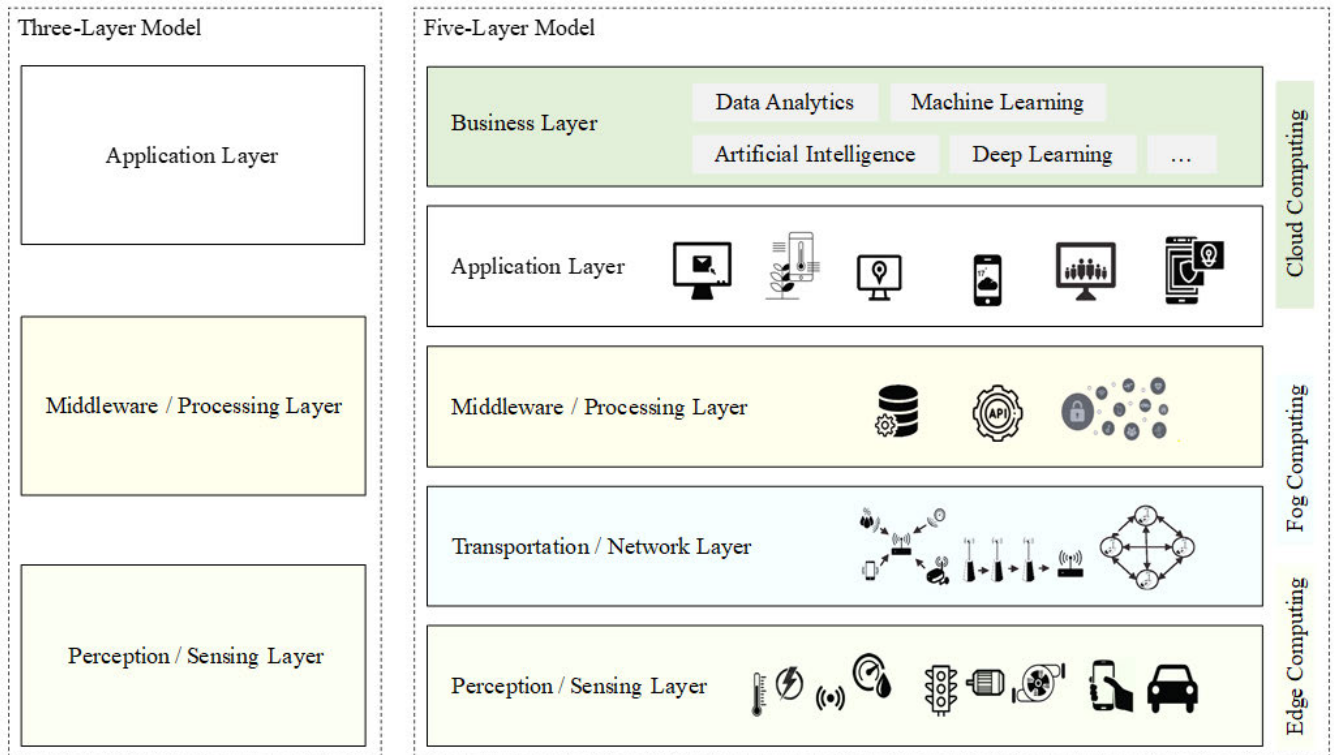 Three-Layer Model
Application Layer
Middleware / Processing Layer
Perception / Sensing Layer
Five-Layer Model
Business Layer
Data Analytics
Machine Learning
Artificial Intelligence
Deep Learning
...
Application Layer
17°
Middleware / Processing Layer
API
Transportation / Network Layer
Perception / Sensing Layer
Cloud Computing
Fog Computing
Edge Computing